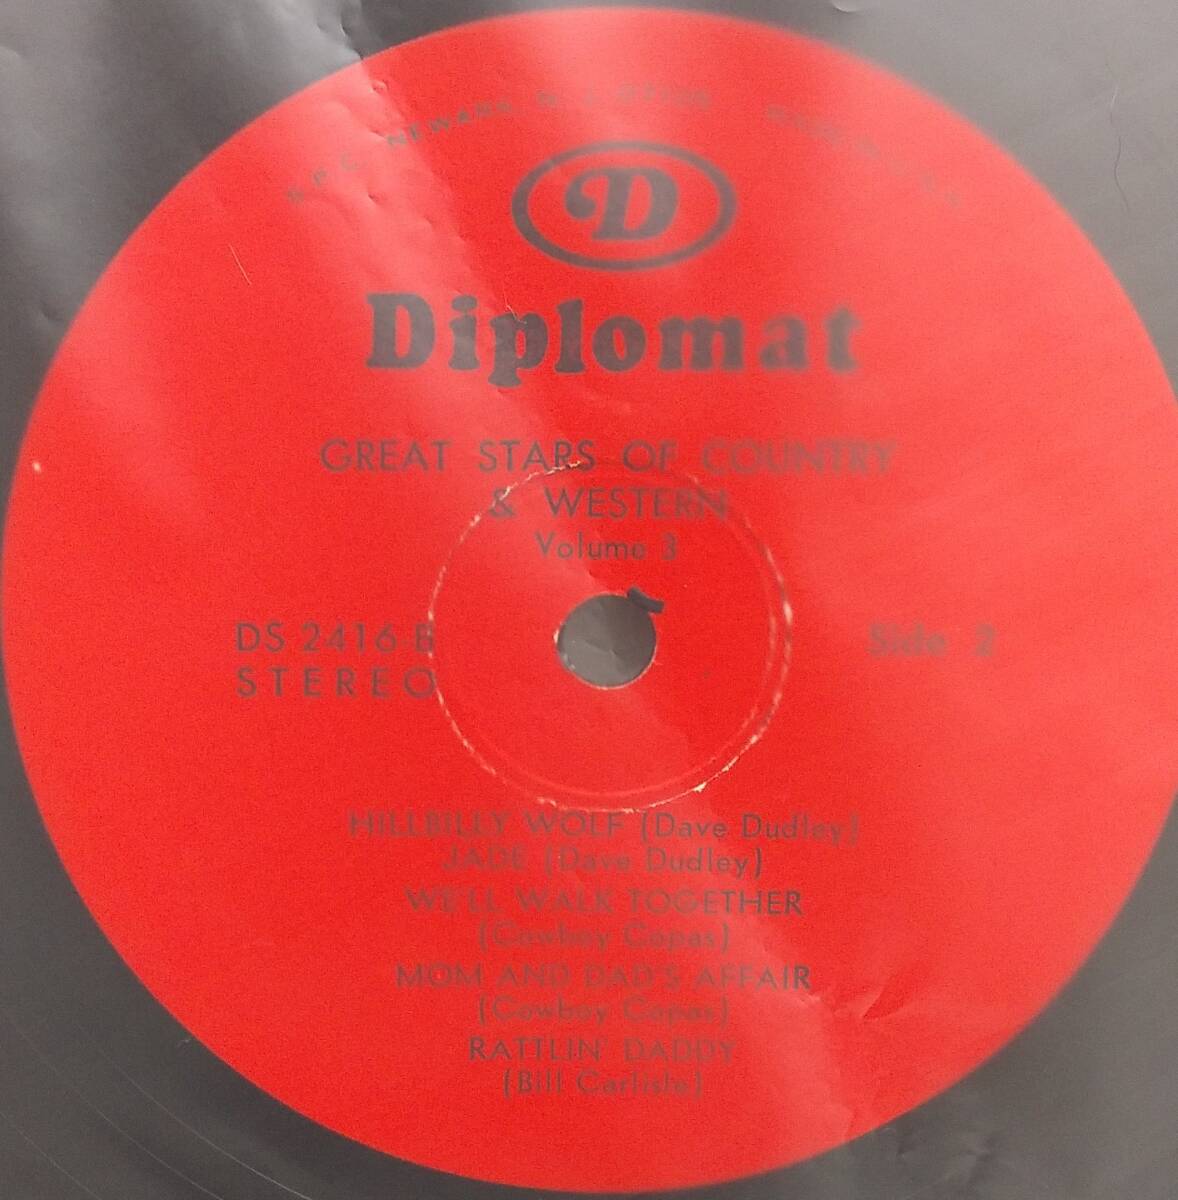 NEWARK, N. J.
D
Diplomat
GREAT STARS OF COUNTRY
& WESTERN
Volume 3
DS 2416 B
Side 2
STEREO
HILLBILLY WOLF (Dave Dudley)
JADE (Dave Dudley)
WE'LL WALK TOGETHER
(Cowboy Copas)
MOM AND DAD'S AFFAIR
(Cowboy Copas)
RATTLIN' DADDY
(Bill Carlisle)